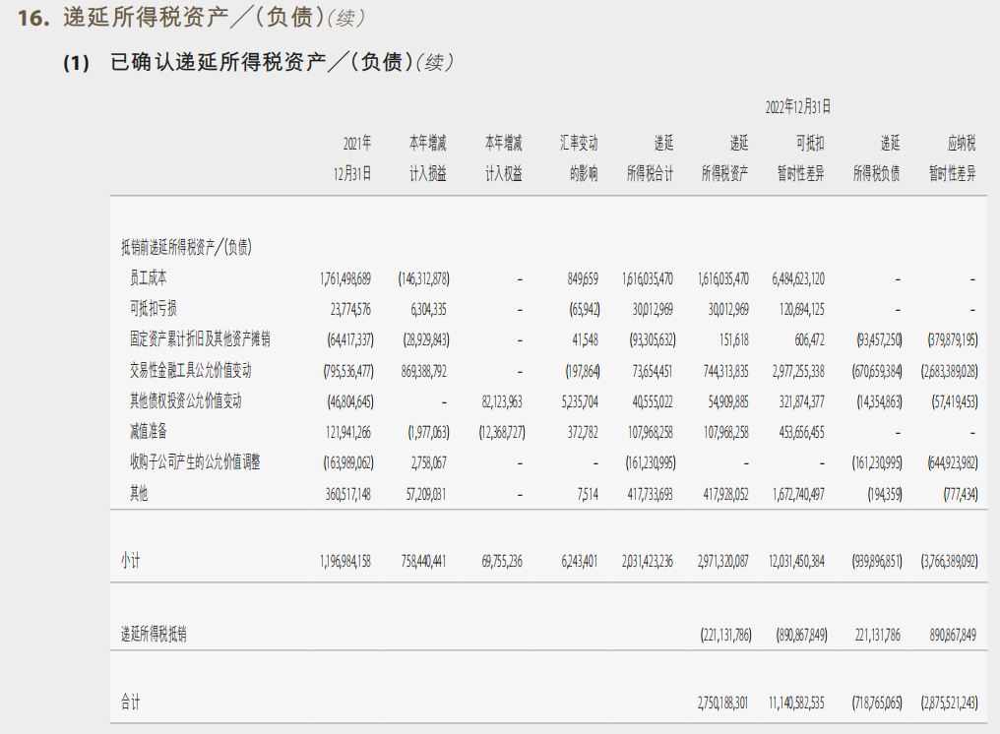 16. 递延所得税资产／(负债)(续)
(1) 已确认递延所得税资产／(负债)(续)
2022年12月31日
2021年 本年增减 本年增减 汇率变动 递延 递延 可抵扣 递延 应纳税
12月31日 计入损益 计入权益 的影响 所得税合计 所得税资产 暂时性差异 所得税负债 暂时性差异
抵销前递延所得税资产/(负债)
员工成本 1,761,498,689 (146,312,878) – 849,659 1,616,035,470 1,616,035,470 6,484,623,120 – –
可抵扣亏损 23,774,576 6,304,335 – (65,942) 30,012,969 30,012,969 120,694,125 – –
固定资产累计折旧及其他资产摊销 (64,417,337) (28,929,843) – 41,548 (93,305,632) 151,618 606,472 (93,457,250) (379,879,195)
交易性金融工具公允价值变动 (795,536,477) 869,388,792 – (197,864) 73,654,451 744,313,835 2,977,255,338 (670,659,384) (2,683,389,028)
其他债权投资公允价值变动 (46,804,645) – 82,123,963 5,235,704 40,555,022 54,909,885 321,874,377 (14,354,863) (57,419,453)
减值准备 121,941,266 (1,977,063) (12,368,727) 372,782 107,968,258 107,968,258 453,656,455 – –
收购子公司产生的公允价值调整 (163,989,062) 2,758,067 – – (161,230,995) – – (161,230,995) (644,923,982)
其他 360,517,148 57,209,031 – 7,514 417,733,693 417,928,052 1,672,740,497 (194,359) (777,434)
小计 1,196,984,158 758,440,441 69,755,236 6,243,401 2,031,423,236 2,971,320,087 12,031,450,384 (939,896,851) (3,766,389,092)
递延所得税抵销 (221,131,786) (890,867,849) 221,131,786 890,867,849
合计 2,750,188,301 11,140,582,535 (718,765,065) (2,875,521,243)